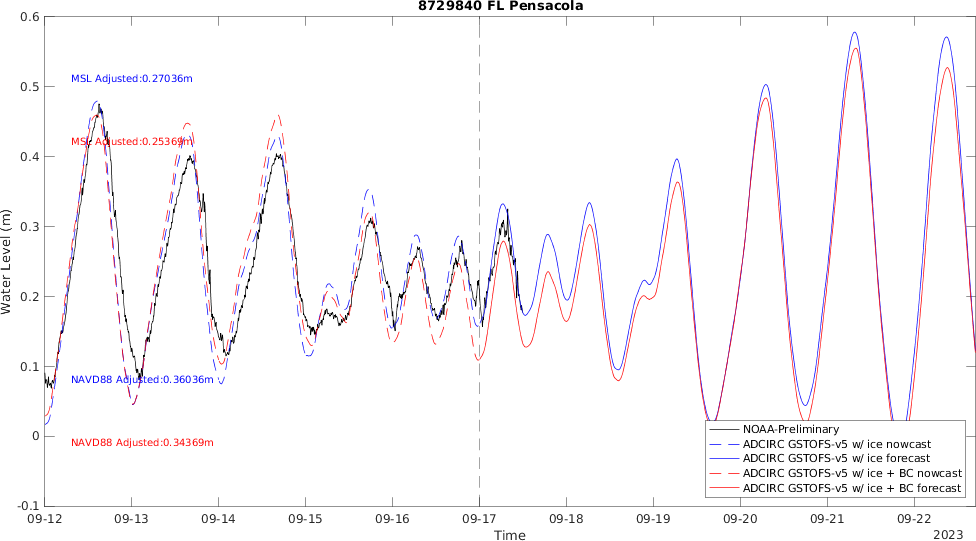 8729840 FL Pensacola
0.6
0.5
0.4
0.3
0.2
0.1
0
-0.1
Water Level (m)
MSL Adjusted:0.27036m
MSL Adjusted:0.25369m
NAVD88 Adjusted:0.36036m
NAVD88 Adjusted:0.34369m
NOAA-Preliminary
ADCIRC GSTOFS-v5 w/ ice nowcast
ADCIRC GSTOFS-v5 w/ ice forecast
ADCIRC GSTOFS-v5 w/ ice + BC nowcast
ADCIRC GSTOFS-v5 w/ ice + BC forecast
09-12 09-13 09-14 09-15 09-16 09-17 09-18 09-19 09-20 09-21 09-22
Time
2023